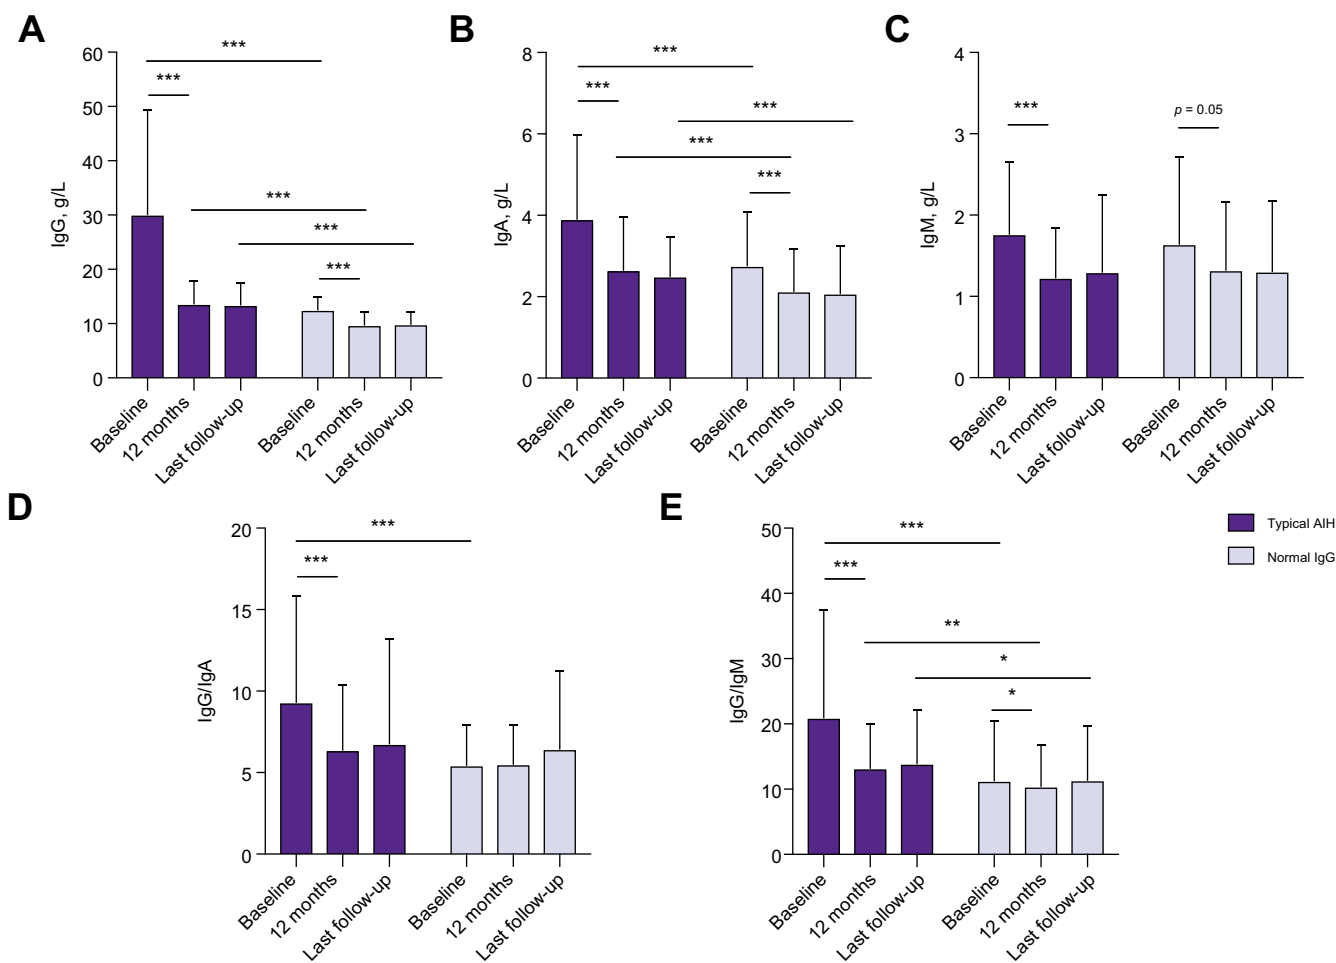 A
IgG, g/L
60
50
40
30
20
10
0
***
***
***
***
***
Baseline
12 months
Last follow-up
Baseline
12 months
Last follow-up
B
IgA, g/L
8
6
4
2
0
***
***
***
***
***
Baseline
12 months
Last follow-up
Baseline
12 months
Last follow-up
C
IgM, g/L
4
3
2
1
0
***
p = 0.05
Baseline
12 months
Last follow-up
Baseline
12 months
Last follow-up
D
IgG/IgA
20
15
10
5
0
***
***
Baseline
12 months
Last follow-up
Baseline
12 months
Last follow-up
E
IgG/IgM
50
40
30
20
10
0
***
***
**
*
*
Baseline
12 months
Last follow-up
Baseline
12 months
Last follow-up
Typical AIH
Normal IgG